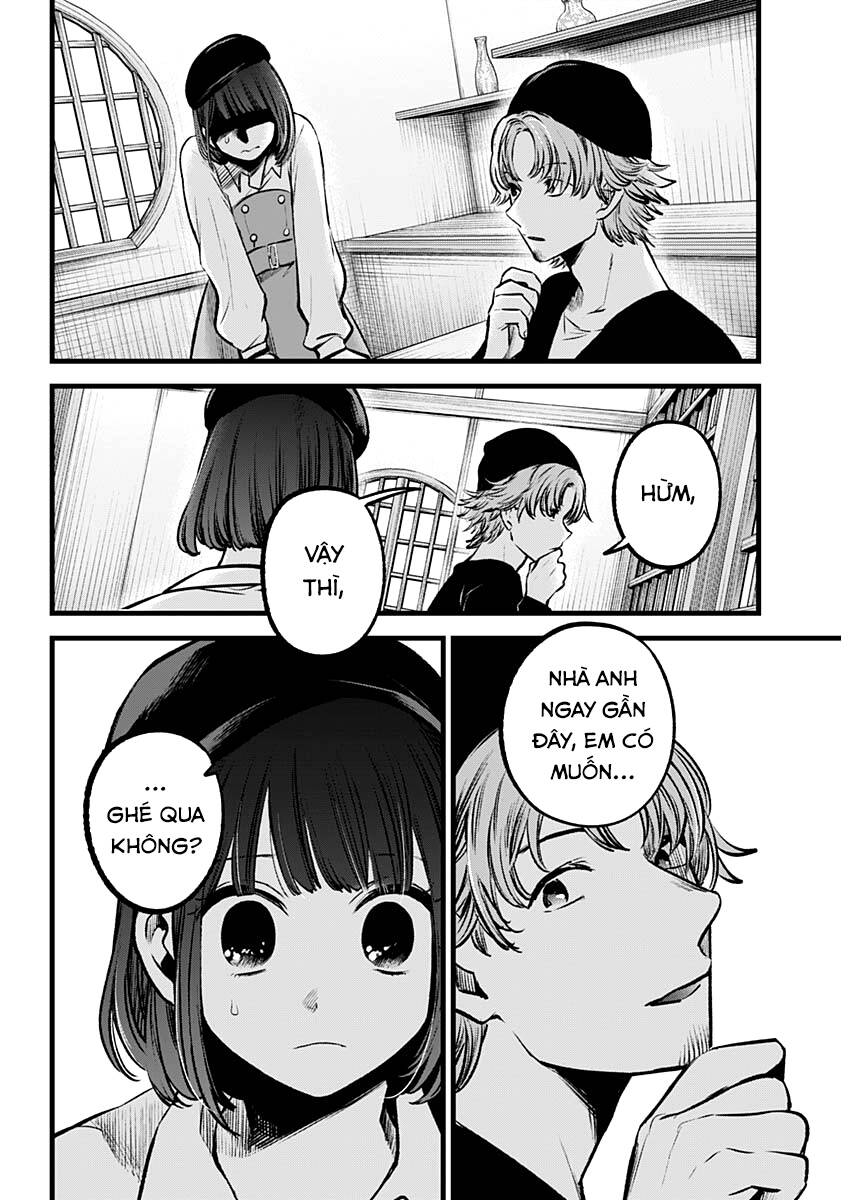 HỪM,
VẬY
THÌ,
NHÀ ANH
NGAY GẦN
ĐÂY, EM CÓ
MUỐN...
...
GHÉ QUA
KHÔNG?